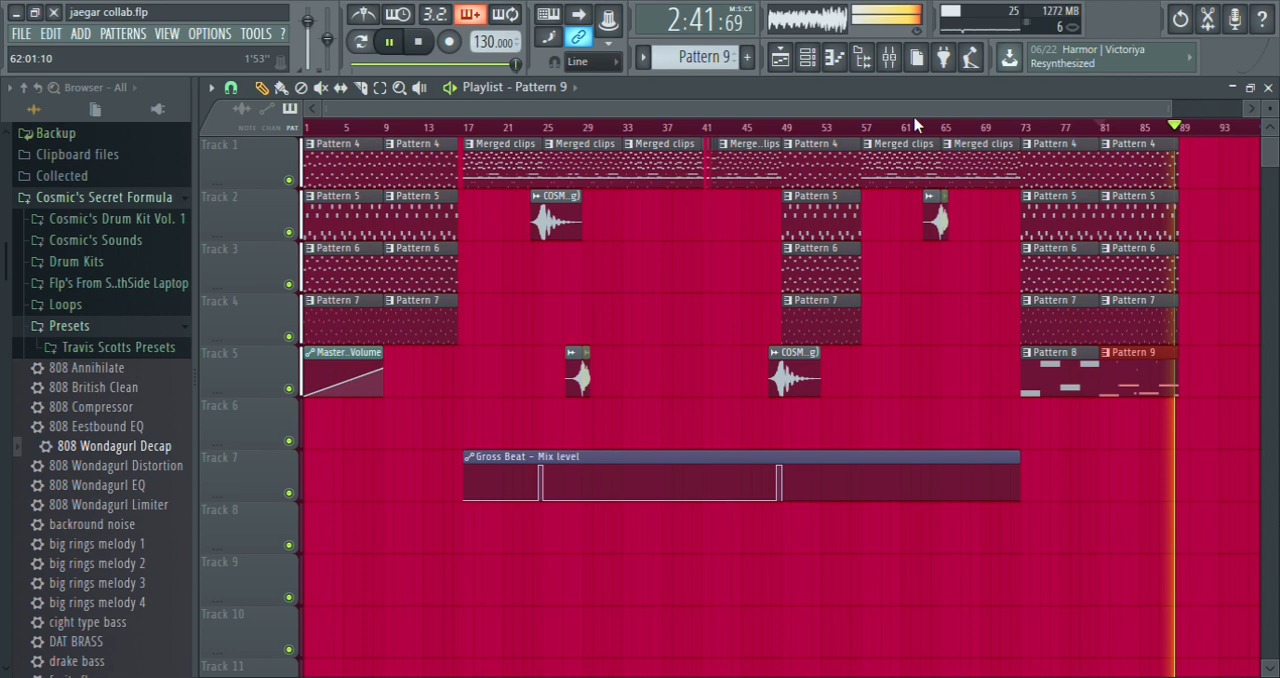 jaegar collab.flp
FILE EDIT ADD PATTERNS VIEW OPTIONS TOOLS ?
62:01:10 1'53"
3.2.
130.000
Line
2:41:69 M:S:CS
Pattern 9
25 1272 MB
6
06/22 Harmor | Victoriya
Resynthesized
Browser - All
Playlist - Pattern 9
NOTE CHAN PAT
1 5 9 13 17 21 25 29 33 37 41 45 49 53 57 61 65 69 73 77 81 85 89 93
Backup
Clipboard files
Collected
Cosmic's Secret Formula
Cosmic's Drum Kit Vol. 1
Cosmic's Sounds
Drum Kits
Flp's From S..thSide Laptop
Loops
Presets
Travis Scotts Presets
808 Annihilate
808 British Clean
808 Compressor
808 Eestbound EQ
808 Wondagurl Decap
808 Wondagurl Distortion
808 Wondagurl EQ
808 Wondagurl Limiter
backround noise
big rings melody 1
big rings melody 2
big rings melody 3
big rings melody 4
cight type bass
DAT BRASS
drake bass
Track 1
Pattern 4 Pattern 4 Merged clips Merged clips Merged clips Merge..lips Pattern 4 Merged clips Merged clips Pattern 4 Pattern 4
Track 2
Pattern 5 Pattern 5 COSM...g) Pattern 5 Pattern 5 Pattern 5
Track 3
Pattern 6 Pattern 6 Pattern 6 Pattern 6 Pattern 6
Track 4
Pattern 7 Pattern 7 Pattern 7 Pattern 7 Pattern 7
Track 5
Master...Volume COSM...g) Pattern 8 Pattern 9
Track 6
Track 7
Gross Beat - Mix level
Track 8
Track 9
Track 10
Track 11